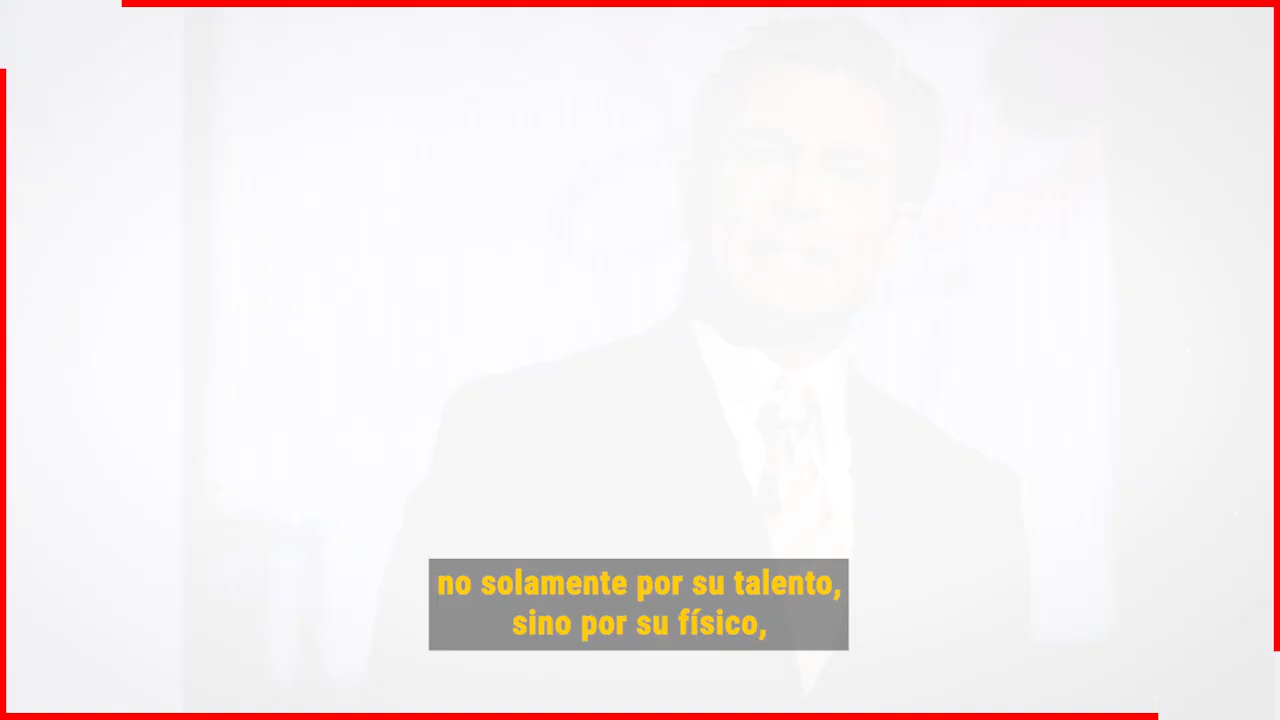 no solamente por su talento,
sino por su físico,